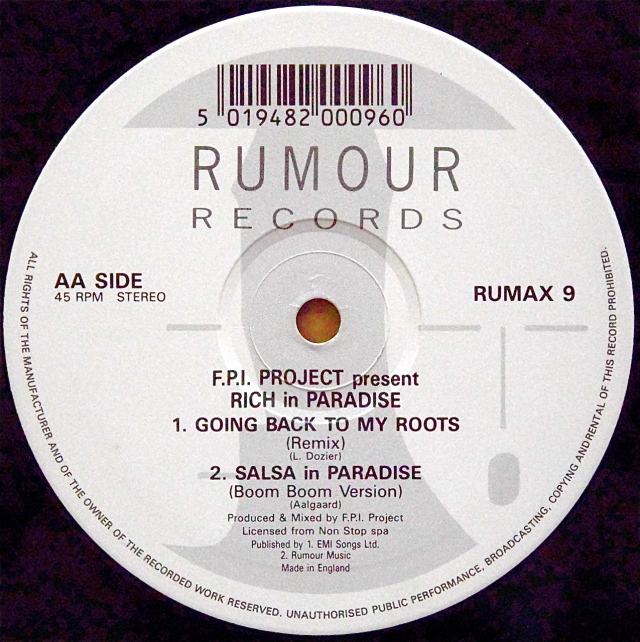 5 019482 000960
RUMOUR
RECORDS
AA SIDE
45 RPM STEREO
RUMAX 9
F.P.I. PROJECT present
RICH in PARADISE
1. GOING BACK TO MY ROOTS
(Remix)
(L. Dozier)
2. SALSA in PARADISE
(Boom Boom Version)
(Aalgaard)
Produced & Mixed by F.P.I. Project
Licensed from Non Stop spa
Published by 1. EMI Songs Ltd.
2. Rumour Music
Made in England
ALL RIGHTS OF THE MANUFACTURER AND OF THE OWNER OF THE RECORDED WORK RESERVED. UNAUTHORISED PUBLIC PERFORMANCE, BROADCASTING, COPYING ANDRENTAL OF THIS RECORD PROHIBITED.